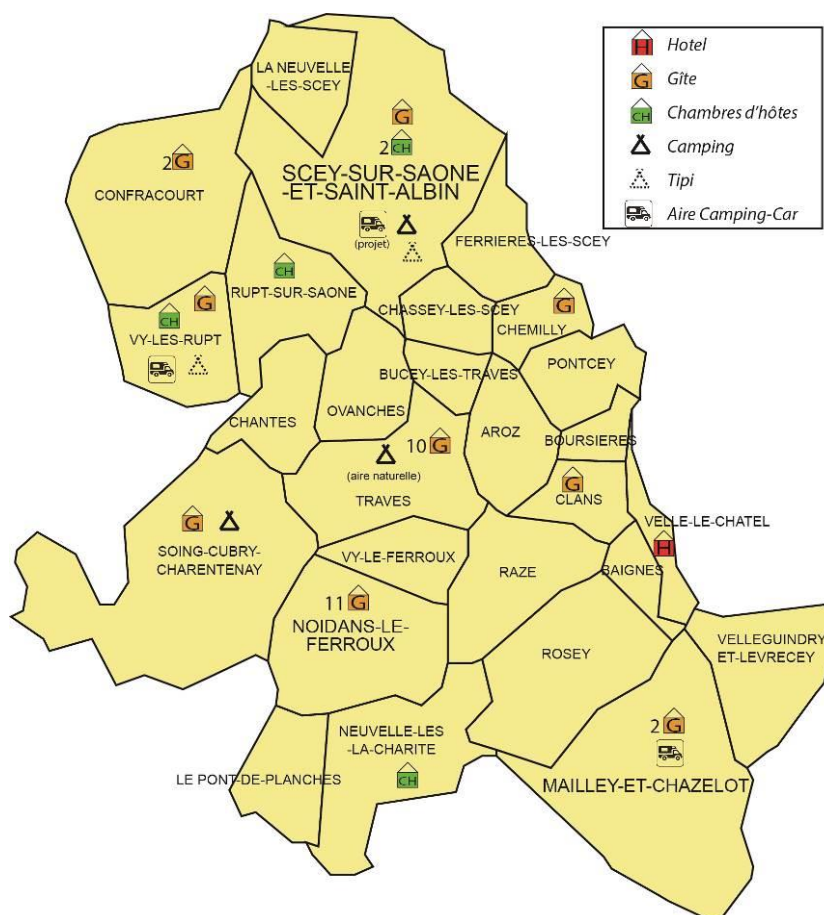 H Hotel
G Gîte
CH Chambres d'hôtes
Camping
Tipi
Aire Camping-Car
LA NEUVELLE
-LES-SCEY
G
2 CH
SCEY-SUR-SAONE
-ET-SAINT-ALBIN
(projet)
2 G
CONFRACOURT
FERRIERES-LES-SCEY
CH
RUPT-SUR-SAONE
CHASSEY-LES-SCEY
G
CHEMILLY
CH G
VY-LES-RUPT
BUCEY-LES-TRAVES
PONTCEY
CHANTES
OVANCHES
AROZ
BOURSIERES
10 G
(aire naturelle)
TRAVES
G
CLANS
VELLE-LE-CHATEL
H
G
SOING-CUBRY-
CHARENTENAY
VY-LE-FERROUX
RAZE
BAIGNES
11 G
NOIDANS-LE-
FERROUX
ROSEY
VELLEGUINDRY
ET-LEVRECEY
NEUVELLE-LES
-LA-CHARITE
CH
LE PONT-DE-PLANCHES
2 G
MAILLEY-ET-CHAZELOT